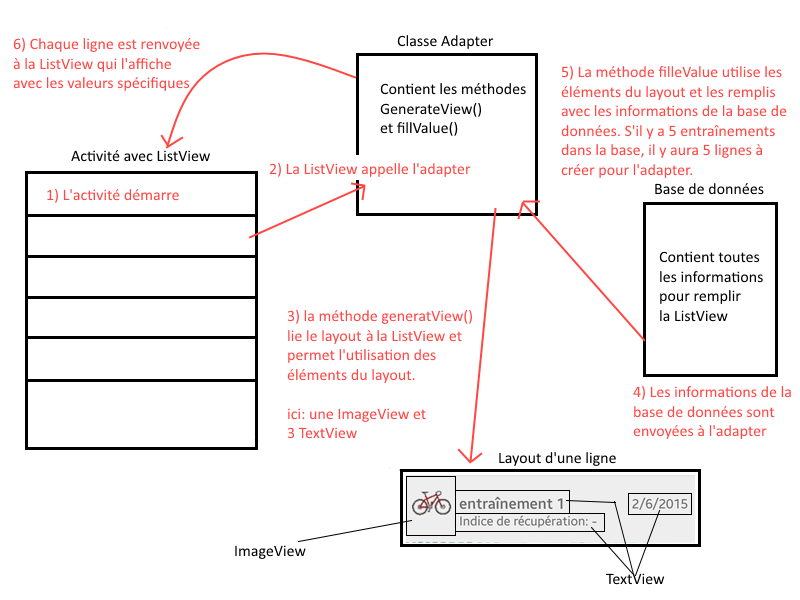 6) Chaque ligne est renvoyée
à la ListView qui l'affiche
avec les valeurs spécifiques
Classe Adapter
Contient les méthodes
GenerateView()
et fillValue()
5) La méthode filleValue utilise les
éléments du layout et les remplis
avec les informations de la base de
données. S'il y a 5 entraînements
dans la base, il y aura 5 lignes à
créer pour l'adapter.
Activité avec ListView
2) La ListView appelle l'adapter
1) L'activité démarre
Base de données
Contient toutes
les informations
pour remplir
la ListView
3) la méthode generatView()
lie le layout à la ListView et
permet l'utilisation des
éléments du layout.
ici: une ImageView et
3 TextView
4) Les informations de la
base de données sont
envoyées à l'adapter
Layout d'une ligne
entraînement 1
2/6/2015
Indice de récupération: -
ImageView
TextView